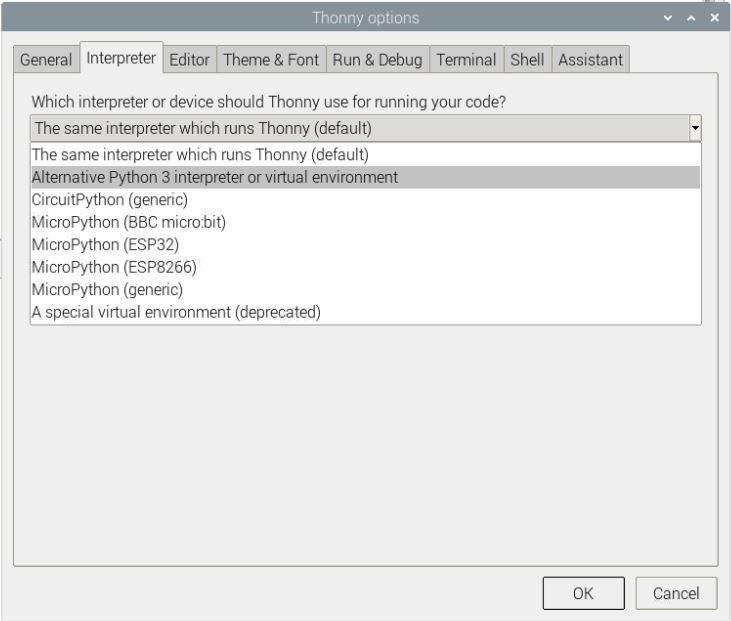 Thonny options
General Interpreter Editor Theme & Font Run & Debug Terminal Shell Assistant
Which interpreter or device should Thonny use for running your code?
The same interpreter which runs Thonny (default)
The same interpreter which runs Thonny (default)
Alternative Python 3 interpreter or virtual environment
CircuitPython (generic)
MicroPython (BBC micro:bit)
MicroPython (ESP32)
MicroPython (ESP8266)
MicroPython (generic)
A special virtual environment (deprecated)
OK Cancel